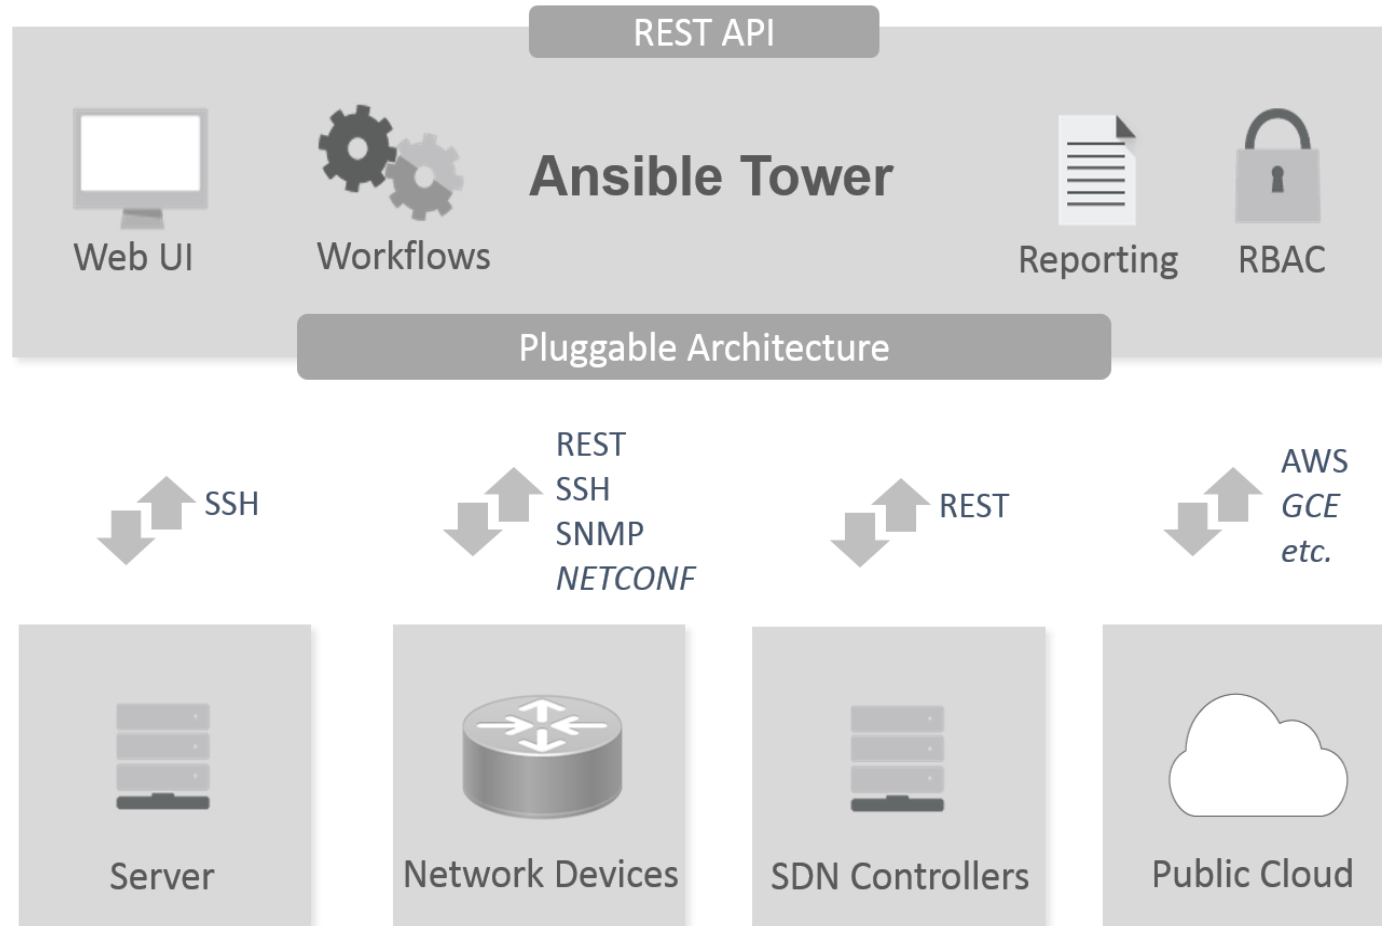 REST API
Ansible Tower
Web UI
Workflows
Reporting
RBAC
Pluggable Architecture
SSH
REST
SSH
SNMP
NETCONF
REST
AWS
GCE
etc.
Server
Network Devices
SDN Controllers
Public Cloud